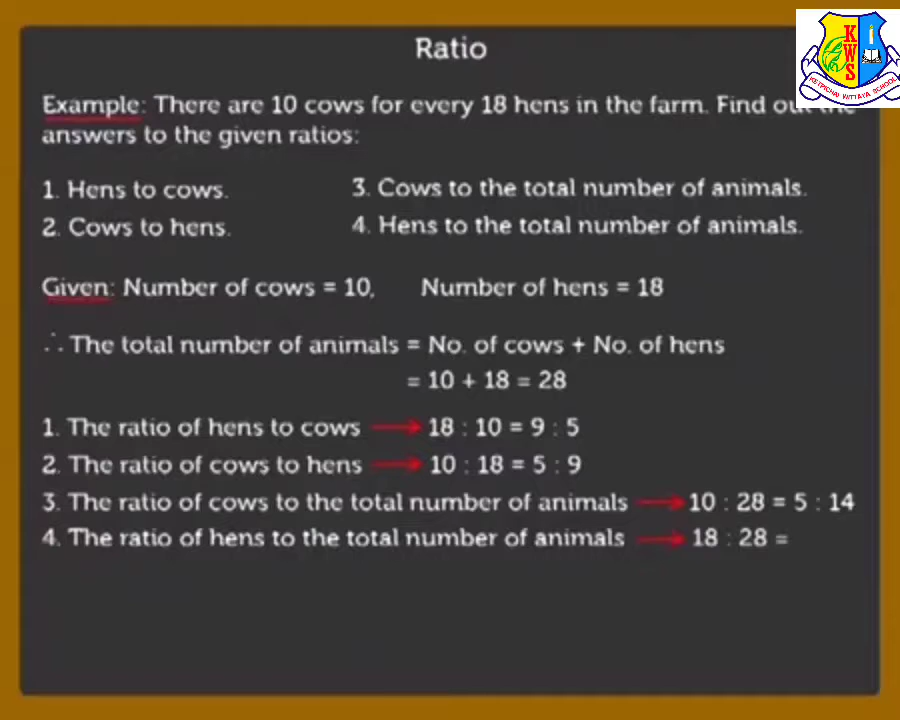 Ratio
KWS
KETPICHAI WITTAYA SCHOOL
Example: There are 10 cows for every 18 hens in the farm. Find out the
answers to the given ratios:
1. Hens to cows.
3. Cows to the total number of animals.
2. Cows to hens.
4. Hens to the total number of animals.
Given: Number of cows = 10, Number of hens = 18
∴ The total number of animals = No. of cows + No. of hens
= 10 + 18 = 28
1. The ratio of hens to cows → 18 : 10 = 9 : 5
2. The ratio of cows to hens → 10 : 18 = 5 : 9
3. The ratio of cows to the total number of animals → 10 : 28 = 5 : 14
4. The ratio of hens to the total number of animals → 18 : 28 =